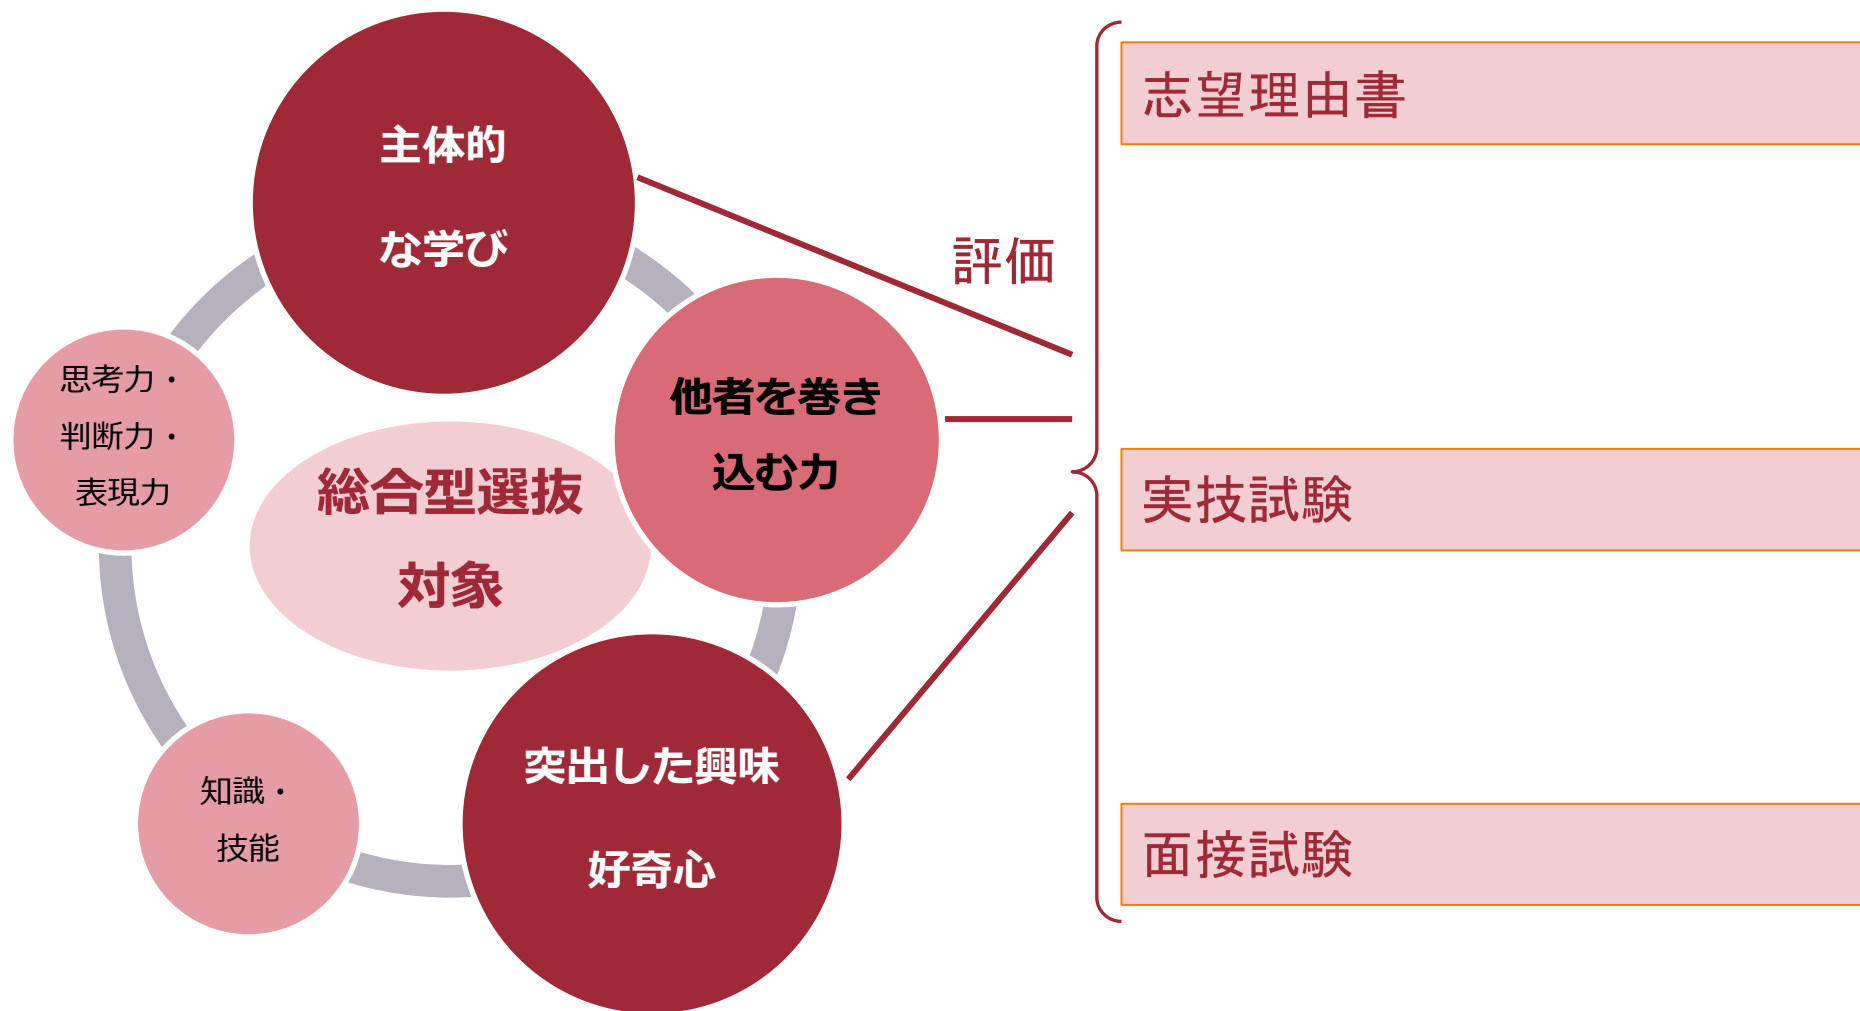 主体的
な学び
他者を巻き
込む力
突出した興味
好奇心
知識・
技能
思考力・
判断力・
表現力
総合型選抜
対象
評価
志望理由書
実技試験
面接試験